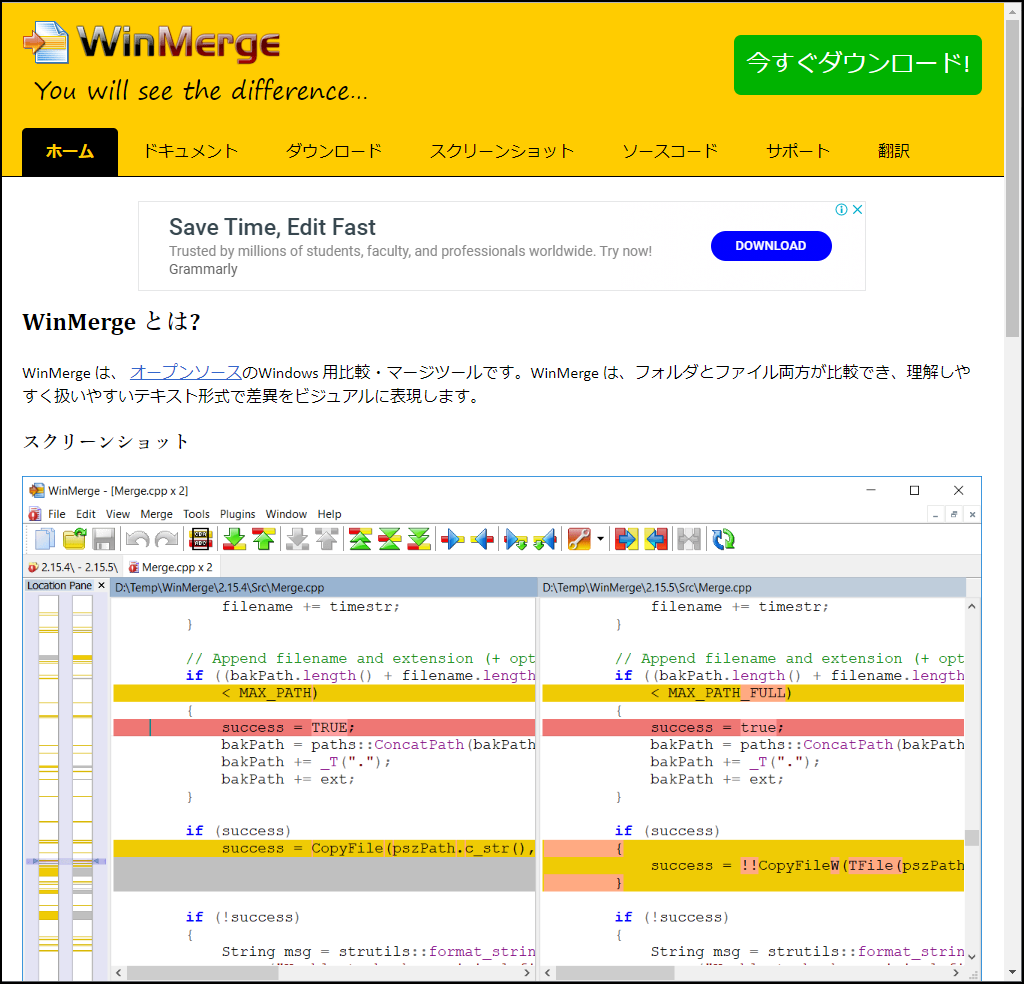 WinMerge
You will see the difference...
今すぐダウンロード!
ホーム ドキュメント ダウンロード スクリーンショット ソースコード サポート 翻訳
Save Time, Edit Fast
Trusted by millions of students, faculty, and professionals worldwide. Try now!
Grammarly
DOWNLOAD
WinMerge とは?
WinMerge は、 オープンソースのWindows 用比較・マージツールです。WinMerge は、フォルダとファイル両方が比較でき、理解しや
すく扱いやすいテキスト形式で差異をビジュアルに表現します。
スクリーンショット
WinMerge - [Merge.cpp x 2]
File Edit View Merge Tools Plugins Window Help
2.15.4\ - 2.15.5\ Merge.cpp x 2
Location Pane
D:\Temp\WinMerge\2.15.4\Src\Merge.cpp
filename += timestr;
}
// Append filename and extension (+ opt
if ((bakPath.length() + filename.length
< MAX_PATH)
{
success = TRUE;
bakPath = paths::ConcatPath(bakPath
bakPath += _T(".");
bakPath += ext;
}
if (success)
success = CopyFile(pszPath.c_str(),
if (!success)
{
String msg = strutils::format_strin
D:\Temp\WinMerge\2.15.5\Src\Merge.cpp
filename += timestr;
}
// Append filename and extension (+ opt
if ((bakPath.length() + filename.length
< MAX_PATH_FULL)
{
success = true;
bakPath = paths::ConcatPath(bakPath
bakPath += _T(".");
bakPath += ext;
}
if (success)
{
success = !!CopyFileW(TFile(pszPath
}
if (!success)
{
String msg = strutils::format_strin